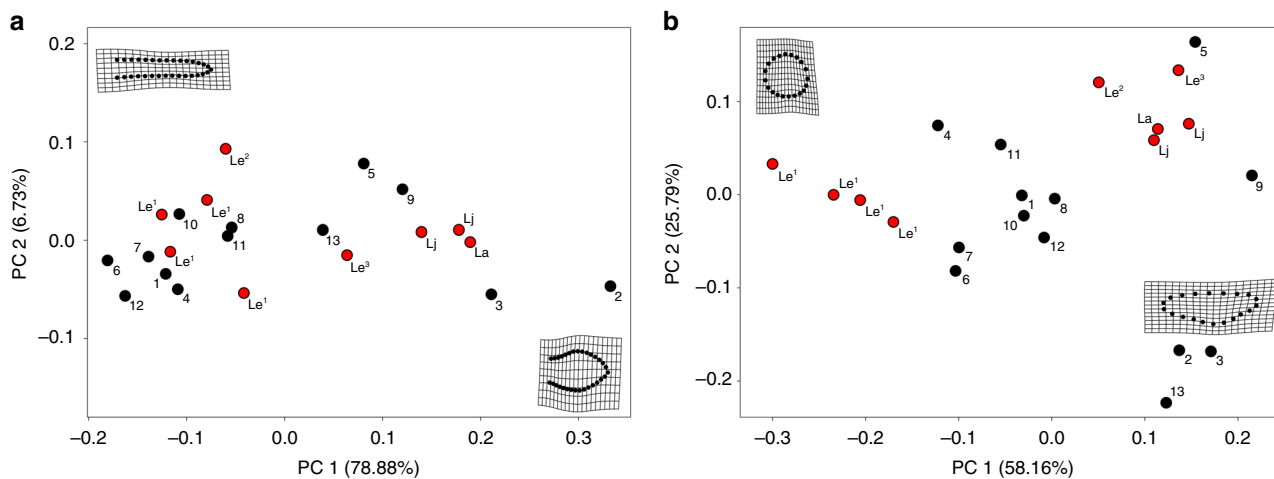 a
0.2
0.1
0.0
−0.1
PC 2 (6.73%)
−0.2
−0.1
0.0
0.1
0.2
0.3
PC 1 (78.88%)
Le²
Le¹
10
Le¹
8
11
7
Le¹
6
1
12
4
Le¹
5
9
13
Le³
Lj
Lj
La
3
2
b
0.1
0.0
−0.1
−0.2
PC 2 (25.79%)
−0.3
−0.2
−0.1
0.0
0.1
0.2
PC 1 (58.16%)
5
Le²
Le³
4
La
Lj
Lj
11
Le¹
9
Le¹
Le¹
1
8
Le¹
10
12
7
6
2
3
13